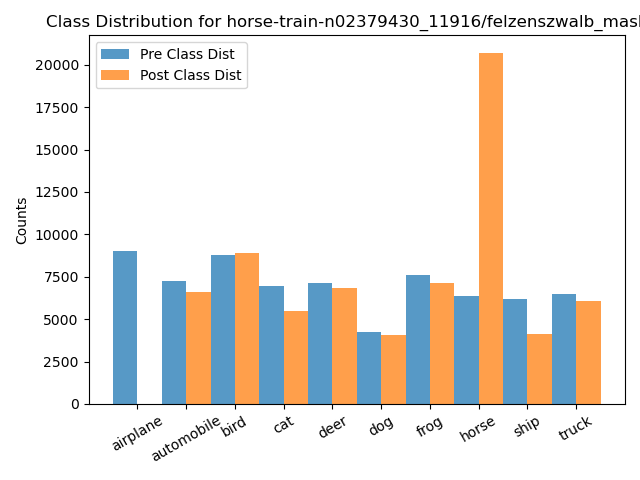 Class Distribution for horse-train-n02379430_11916/felzenszwalb_mas
Pre Class Dist
Post Class Dist
Counts
20000
17500
15000
12500
10000
7500
5000
2500
0
airplane
automobile
bird
cat
deer
dog
frog
horse
ship
truck